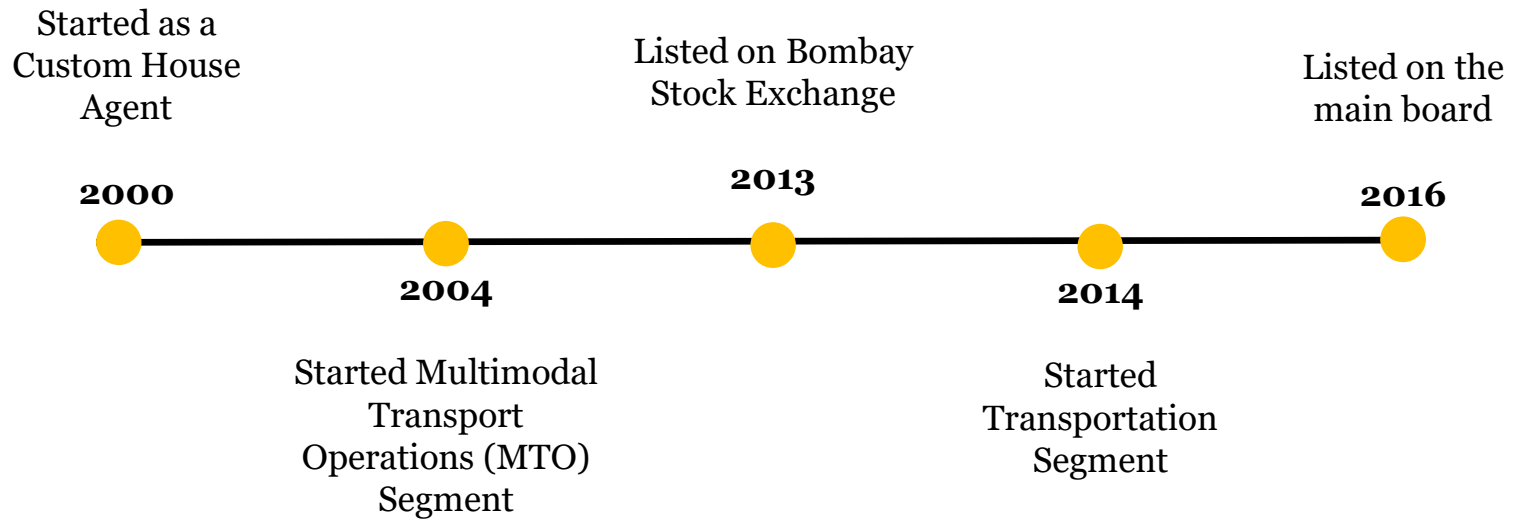 Started as a
Custom House
Agent
2000
2004
Started Multimodal
Transport
Operations (MTO)
Segment
Listed on Bombay
Stock Exchange
2013
2014
Started
Transportation
Segment
Listed on the
main board
2016